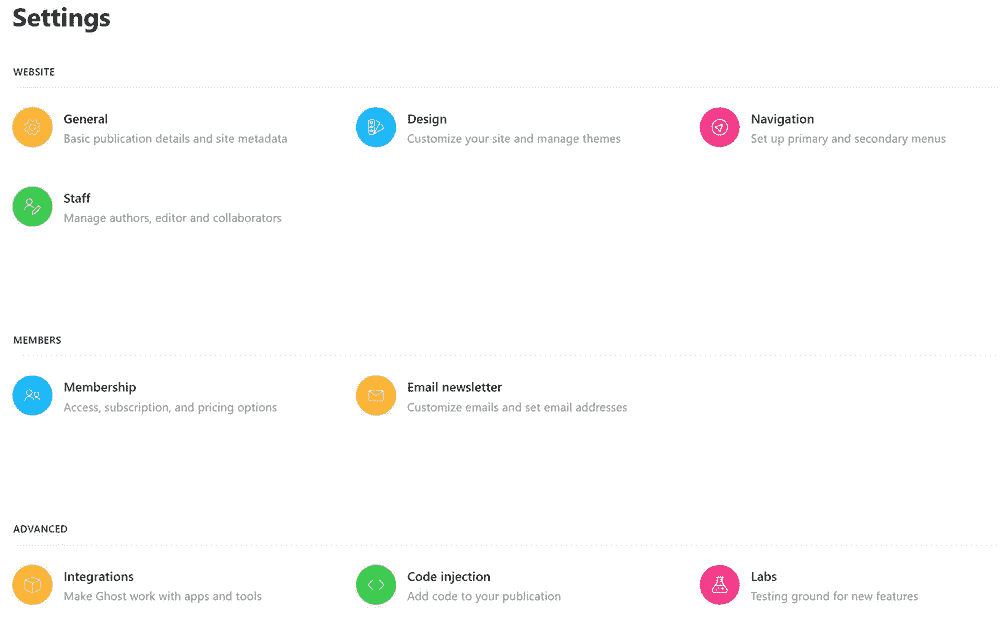 Settings
WEBSITE
General
Basic publication details and site metadata
Design
Customize your site and manage themes
Navigation
Set up primary and secondary menus
Staff
Manage authors, editor and collaborators
MEMBERS
Membership
Access, subscription, and pricing options
Email newsletter
Customize emails and set email addresses
ADVANCED
Integrations
Make Ghost work with apps and tools
Code injection
Add code to your publication
Labs
Testing ground for new features